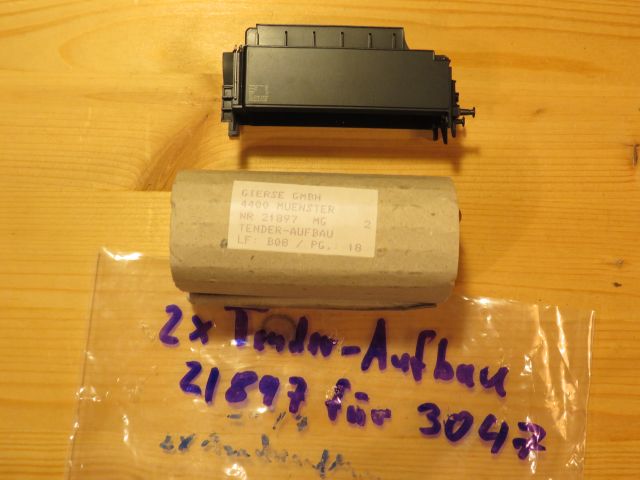 GIERSE GMBH
4400 MUENSTER
NR 21897 MG 2
TENDER-AUFBAU
LF: B08 / PG.: 18
2x Tender-Aufbau
21897 für 3047